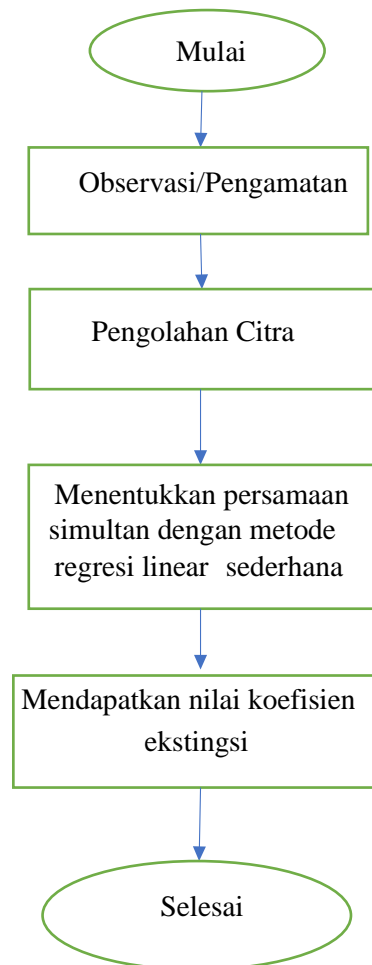 Mulai
Observasi/Pengamatan
Pengolahan Citra
Menentukkan persamaan
simultan dengan metode
regresi linear sederhana
Mendapatkan nilai koefisien
ekstingsi
Selesai